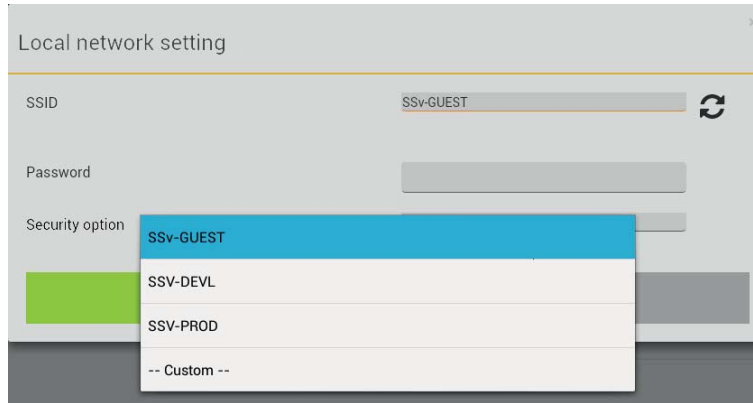 Local network setting
SSID
SSv-GUEST
Password
Security option
SSv-GUEST
SSV-DEVL
SSV-PROD
-- Custom --